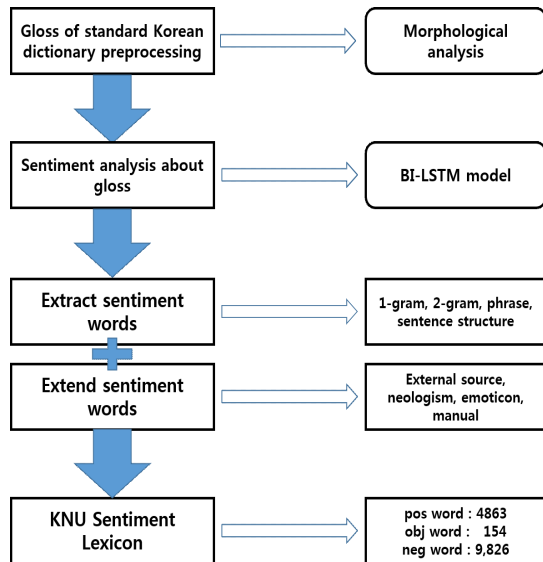 Gloss of standard Korean
dictionary preprocessing
Morphological
analysis
Sentiment analysis about
gloss
BI-LSTM model
Extract sentiment
words
1-gram, 2-gram, phrase,
sentence structure
Extend sentiment
words
External source,
neologism, emoticon,
manual
KNU Sentiment
Lexicon
pos word : 4863
obj word : 154
neg word : 9,826